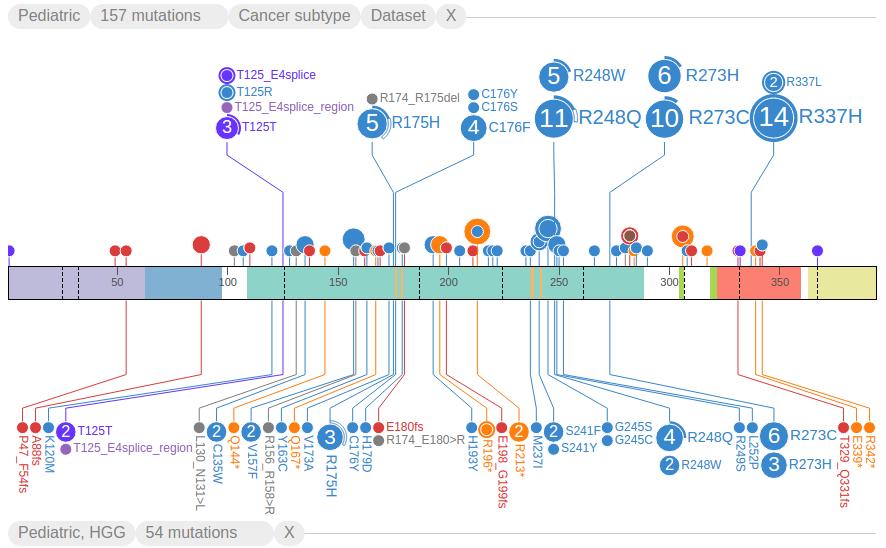 Pediatric 157 mutations Cancer subtype Dataset X
T125_E4splice
T125R
T125_E4splice_region
3 T125T
R174_R175del
5 R175H
C176Y
C176S
4 C176F
5 R248W
11 R248Q
6 R273H
10 R273C
2 R337L
14 R337H
50 100 150 200 250 300 350
P47_F54fs
A88fs
K120M
2 T125T
T125_E4splice_region
L130_N131>L
2 C135W
Q144*
2 V157F
R156_R158>R
Y163C
Q167*
V173A
3 R175H
C176Y
H179D
E180fs
R174_E180>R
H193Y
R196*
E198_G199fs
2 R213*
M237I
2 S241F
S241Y
G245S
G245C
4 R248Q
2 R248W
R249S
L252P
6 R273C
3 R273H
T329_Q331fs
E339*
R342*
Pediatric, HGG 54 mutations X